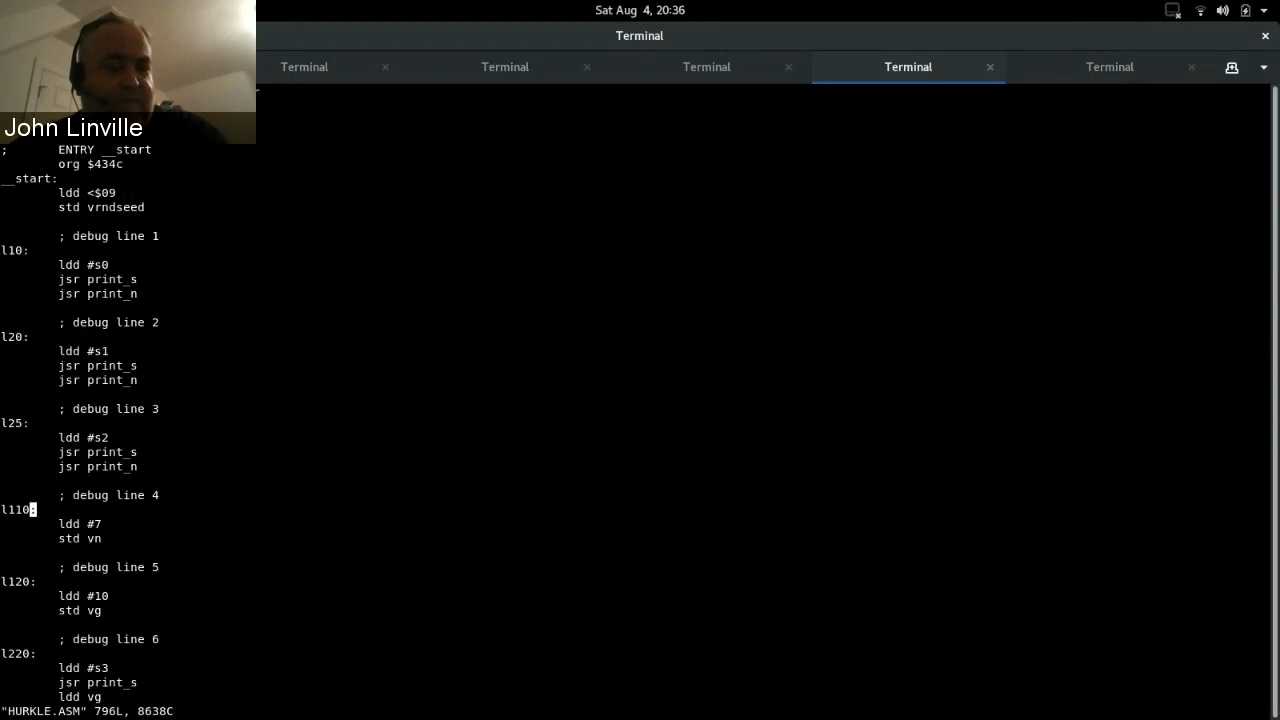 Sat Aug 4, 20:36
Terminal
Terminal
Terminal
Terminal
Terminal
Terminal
John Linville
; ENTRY __start
org $434c
__start:
ldd <$09
std vrndseed
; debug line 1
l10:
ldd #s0
jsr print_s
jsr print_n
; debug line 2
l20:
ldd #s1
jsr print_s
jsr print_n
; debug line 3
l25:
ldd #s2
jsr print_s
jsr print_n
; debug line 4
l110:
ldd #7
std vn
; debug line 5
l120:
ldd #10
std vg
; debug line 6
l220:
ldd #s3
jsr print_s
ldd vg
"HURKLE.ASM" 796L, 8638C